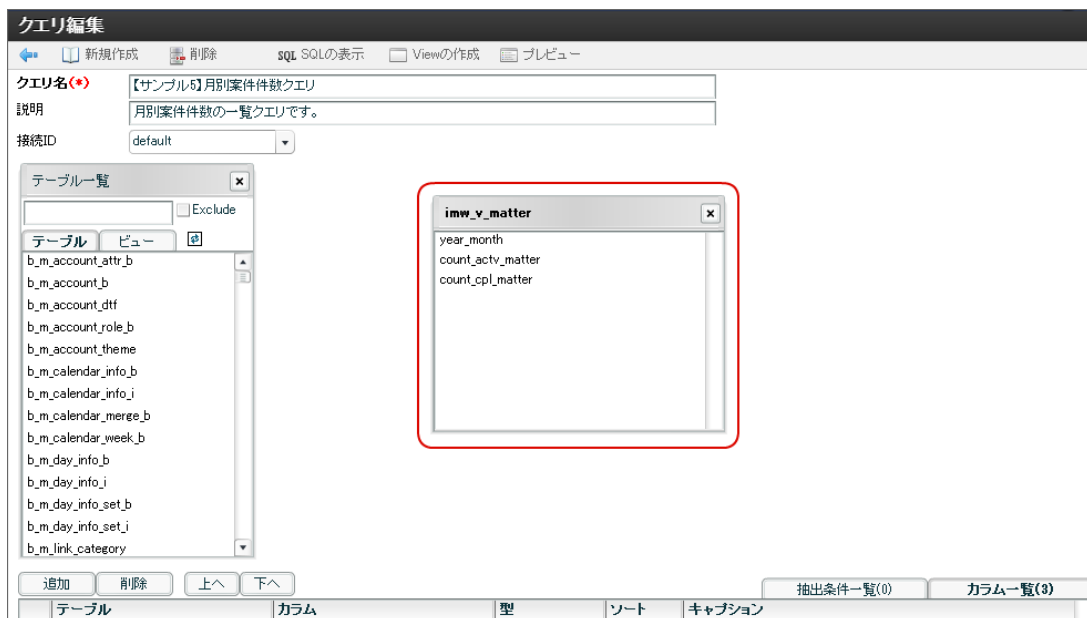 クエリ編集
新規作成 削除 SQL SQLの表示 Viewの作成 プレビュー
クエリ名(*) 【サンプル5】月別案件件数クエリ
説明 月別案件件数の一覧クエリです。
接続ID default
テーブル一覧
Exclude
テーブル ビュー
b_m_account_attr_b
b_m_account_b
b_m_account_dtf
b_m_account_role_b
b_m_account_theme
b_m_calendar_info_b
b_m_calendar_info_i
b_m_calendar_merge_b
b_m_calendar_week_b
b_m_day_info_b
b_m_day_info_i
b_m_day_info_set_b
b_m_day_info_set_i
b_m_link_category
imw_v_matter
year_month
count_actv_matter
count_cpl_matter
追加 削除 上へ 下へ
抽出条件一覧(0) カラム一覧(3)
テーブル カラム 型 ソート キャプション